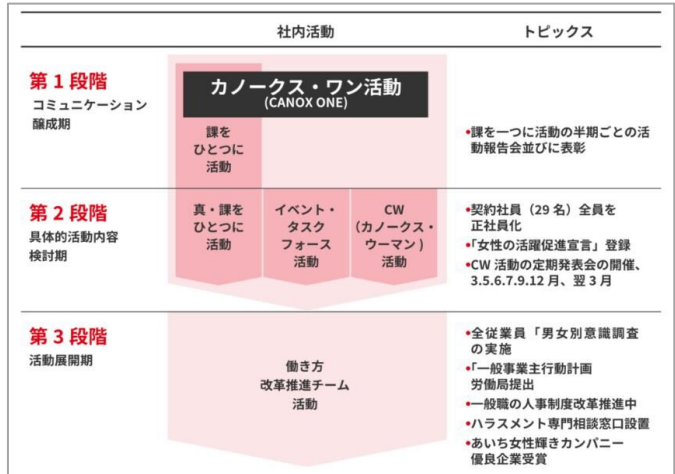 社内活動
トピックス
第1段階
コミュニケーション
醸成期
カノークス・ワン活動
(CANOX ONE)
課を
ひとつに
活動
•課を一つに活動の半期ごとの活
動報告会並びに表彰
第2段階
具体的活動内容
検討期
真・課を
ひとつに
活動
イベント・
タスク
フォース
活動
CW
(カノークス・
ウーマン)
活動
•契約社員(29名)全員を
正社員化
•「女性の活躍促進宣言」登録
•CW活動の定期発表会の開催、
3.5.6.7.9.12月、翌3月
第3段階
活動展開期
働き方
改革推進チーム
活動
•全従業員「男女別意識調査
の実施
•「一般事業主行動計画
労働局提出
•一般職の人事制度改革推進中
•ハラスメント専門相談窓口設置
•あいち女性輝きカンパニー
優良企業受賞